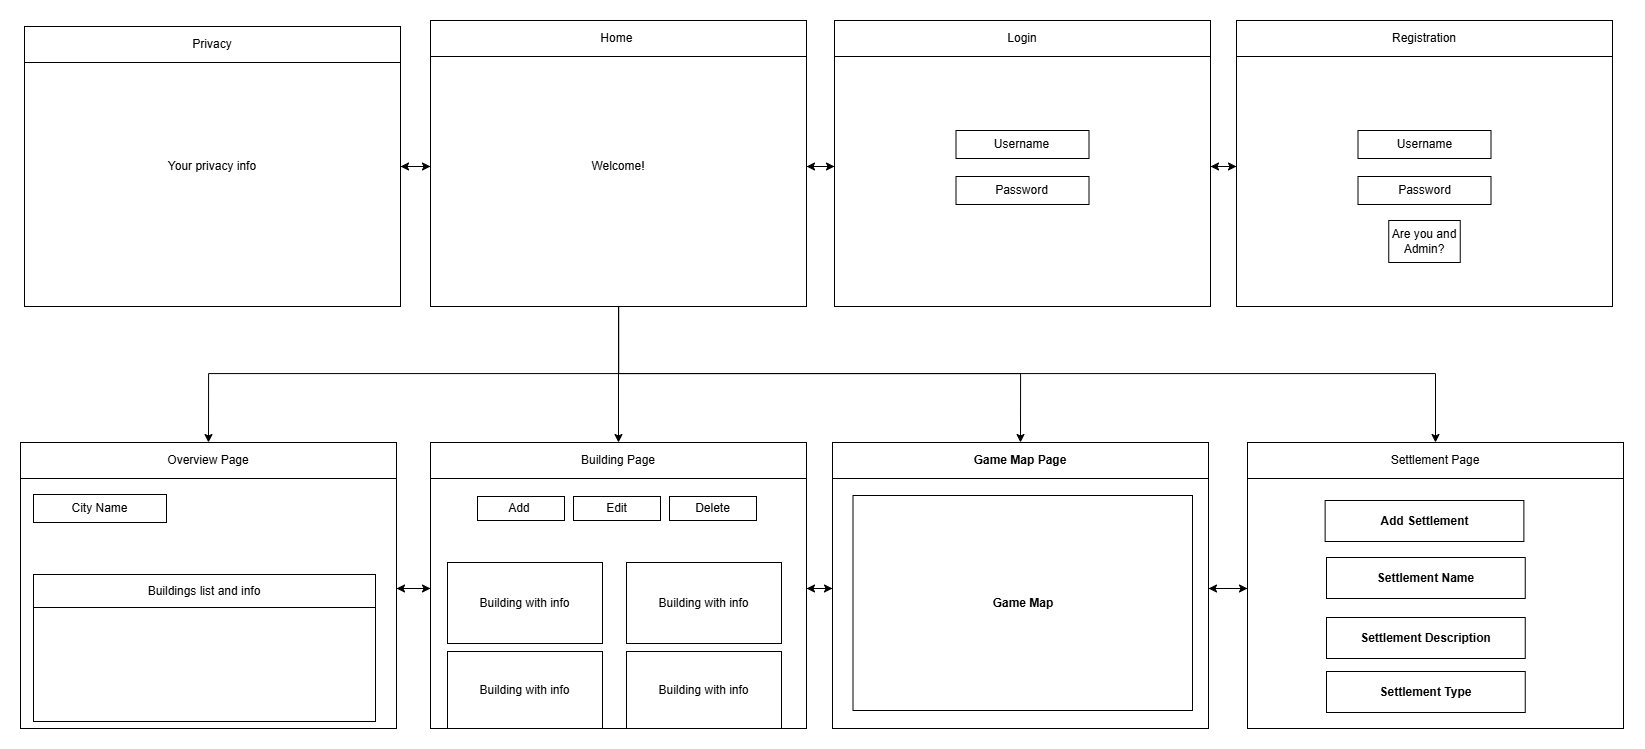 Privacy
Your privacy info
Home
Welcome!
Login
Username
Password
Registration
Username
Password
Are you and
Admin?
Overview Page
City Name
Buildings list and info
Building Page
Add
Edit
Delete
Building with info
Building with info
Building with info
Building with info
Game Map Page
Game Map
Settlement Page
Add Settlement
Settlement Name
Settlement Description
Settlement Type